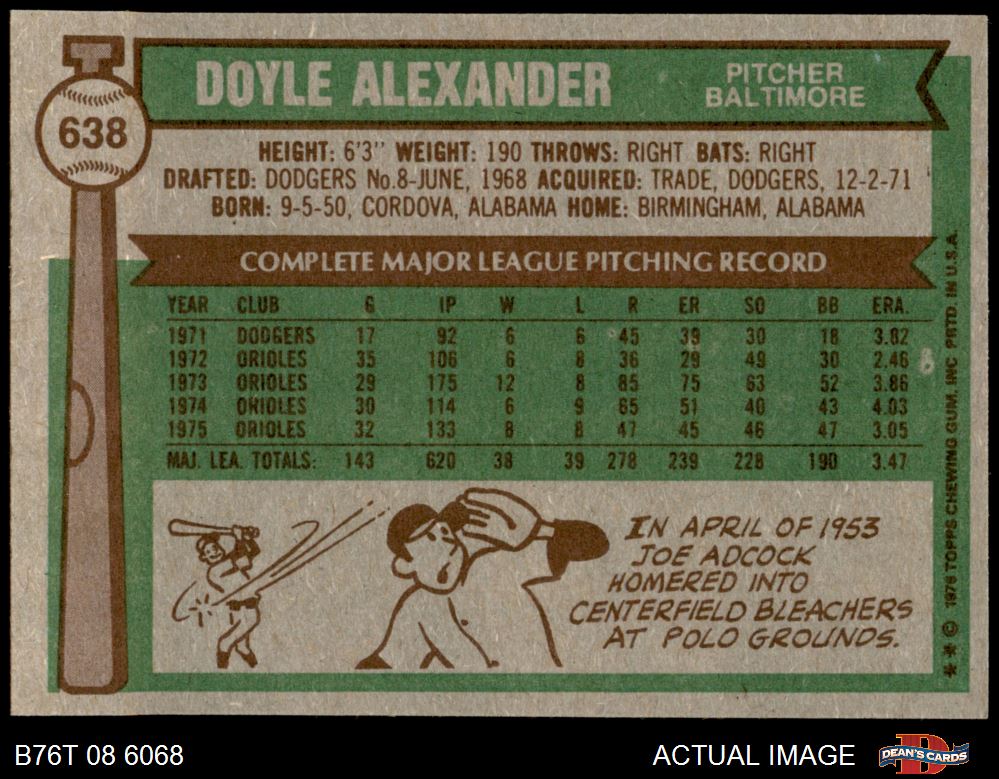 638
DOYLE ALEXANDER
PITCHER
BALTIMORE
HEIGHT: 6'3" WEIGHT: 190 THROWS: RIGHT BATS: RIGHT
DRAFTED: DODGERS No.8-JUNE, 1968 ACQUIRED: TRADE, DODGERS, 12-2-71
BORN: 9-5-50, CORDOVA, ALABAMA HOME: BIRMINGHAM, ALABAMA
COMPLETE MAJOR LEAGUE PITCHING RECORD
YEAR CLUB G IP W L R ER SO BB ERA.
1971 DODGERS 17 92 6 6 45 39 30 18 3.82
1972 ORIOLES 35 106 6 8 36 29 49 30 2.46
1973 ORIOLES 29 175 12 8 85 75 63 52 3.86
1974 ORIOLES 30 114 6 9 65 51 40 43 4.03
1975 ORIOLES 32 133 8 8 47 45 46 47 3.05
MAJ. LEA. TOTALS: 143 620 38 39 278 239 228 190 3.47
IN APRIL OF 1953
JOE ADCOCK
HOMERED INTO
CENTERFIELD BLEACHERS
AT POLO GROUNDS.
** © 1976 TOPPS CHEWING GUM, INC PRTD. IN U.S.A.
B76T 08 6068
ACTUAL IMAGE
DEAN'S CARDS